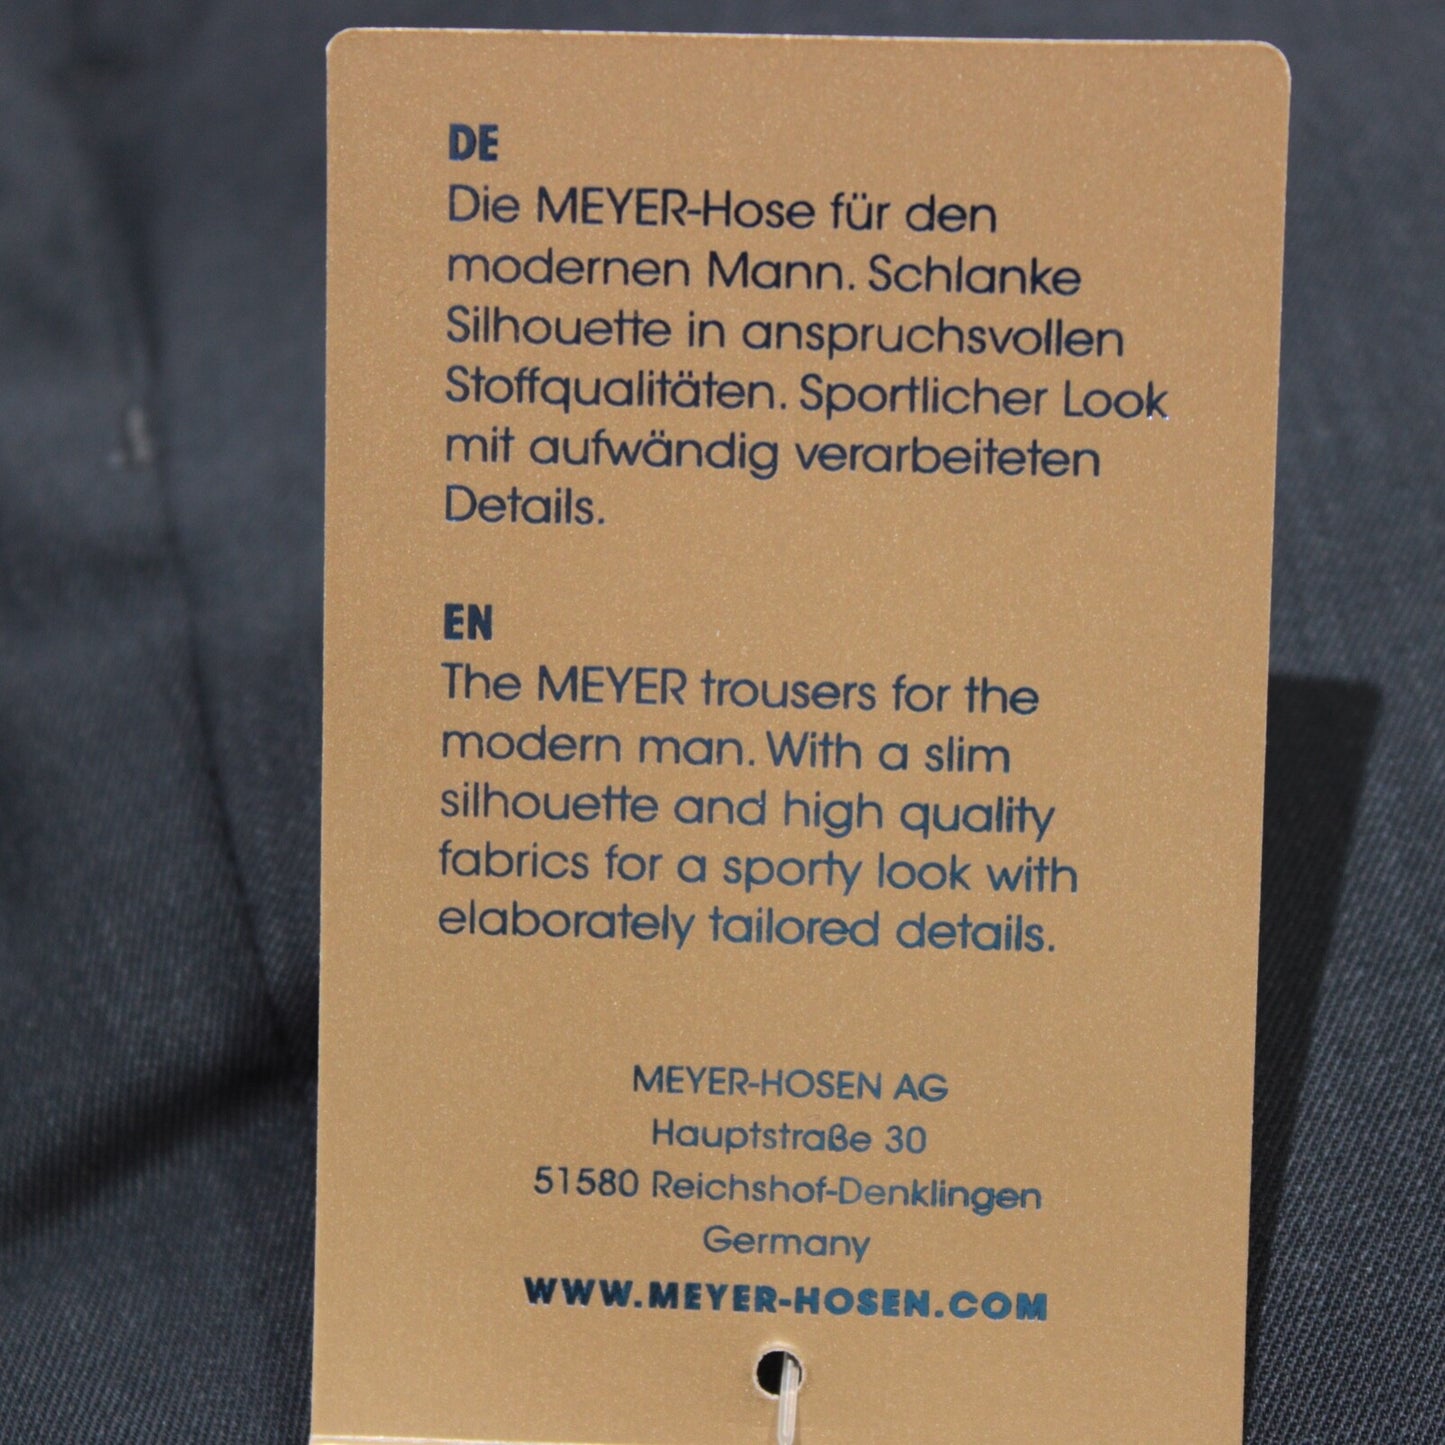 DE
Die MEYER-Hose für den
modernen Mann. Schlanke
Silhouette in anspruchsvollen
Stoffqualitäten. Sportlicher Look
mit aufwändig verarbeiteten
Details.
EN
The MEYER trousers for the
modern man. With a slim
silhouette and high quality
fabrics for a sporty look with
elaborately tailored details.
MEYER-HOSEN AG
Hauptstraße 30
51580 Reichshof-Denklingen
Germany
WWW.MEYER-HOSEN.COM